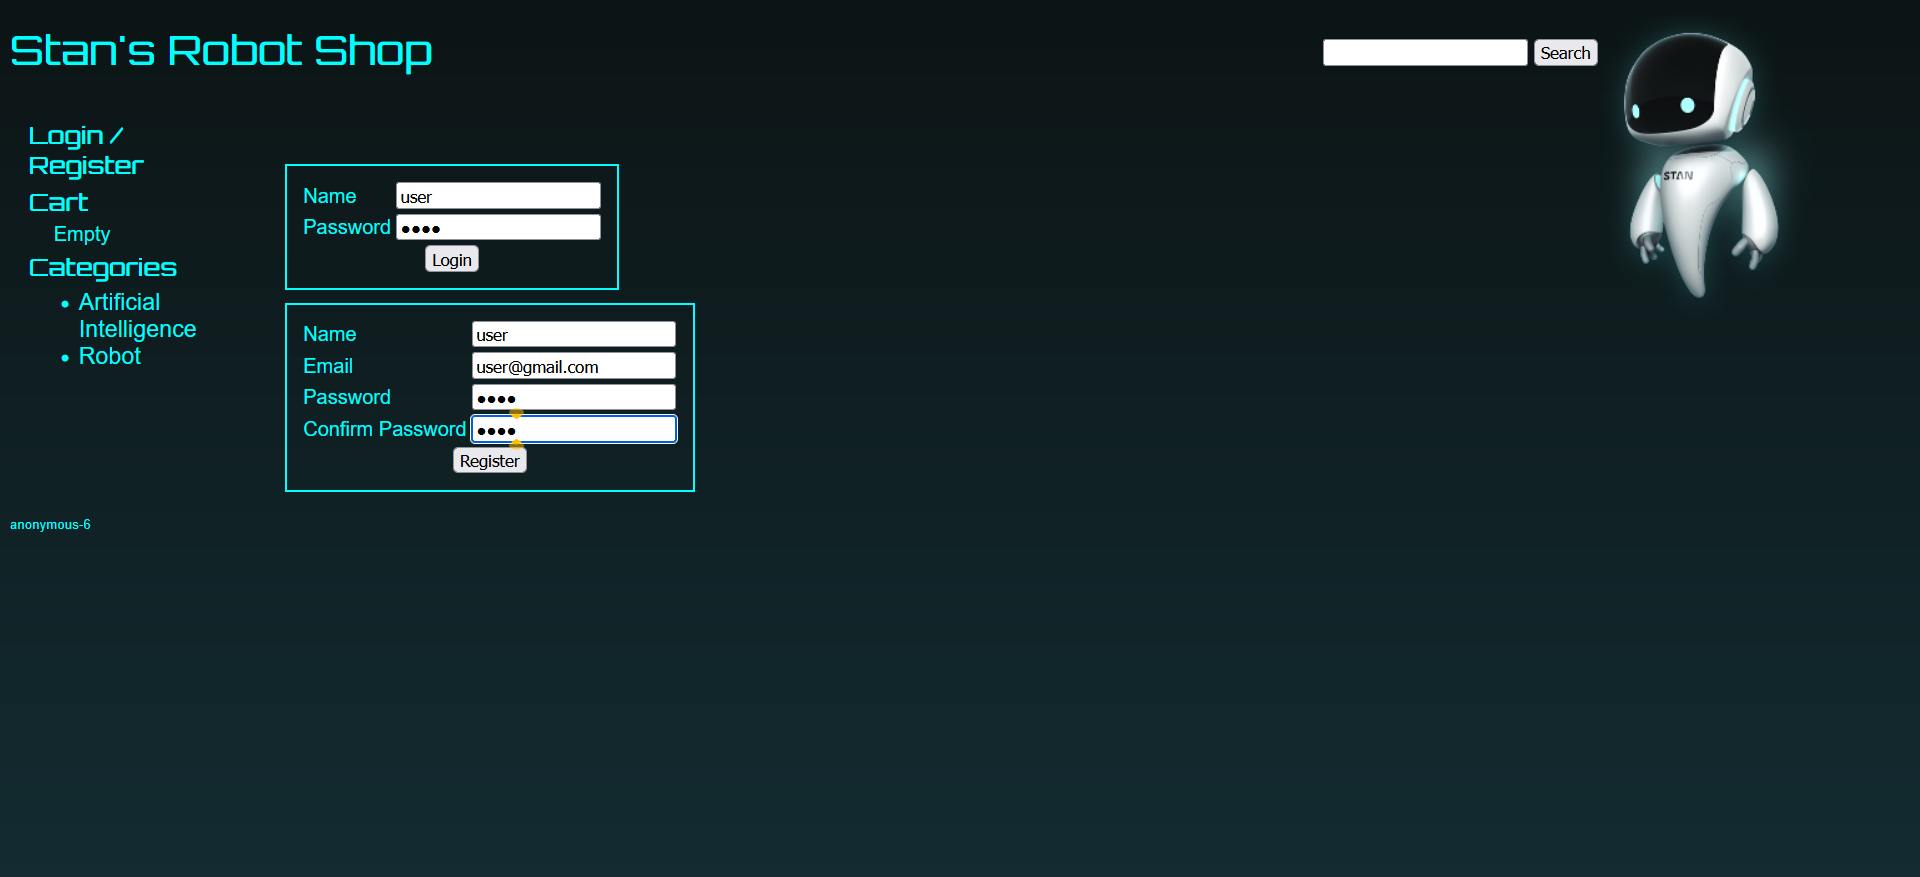 Stan's Robot Shop
Search
STAN
Login /
Register
Cart
Empty
Categories
Artificial
Intelligence
Robot
Name user
Password ●●●●
Login
Name user
Email user@gmail.com
Password ●●●●
Confirm Password ●●●●
Register
anonymous-6